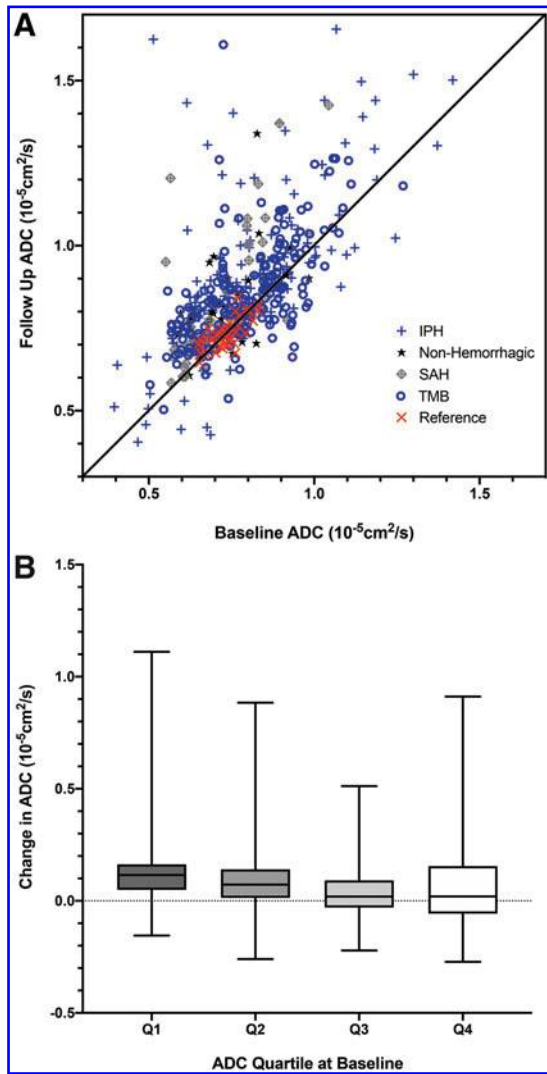 A
1.5
1.0
0.5
Follow Up ADC (10⁻⁵cm²/s)
IPH
Non-Hemorrhagic
SAH
TMB
Reference
0.5 1.0 1.5
Baseline ADC (10⁻⁵cm²/s)
B
1.5
1.0
0.5
0.0
-0.5
Change in ADC (10⁻⁵cm²/s)
Q1 Q2 Q3 Q4
ADC Quartile at Baseline